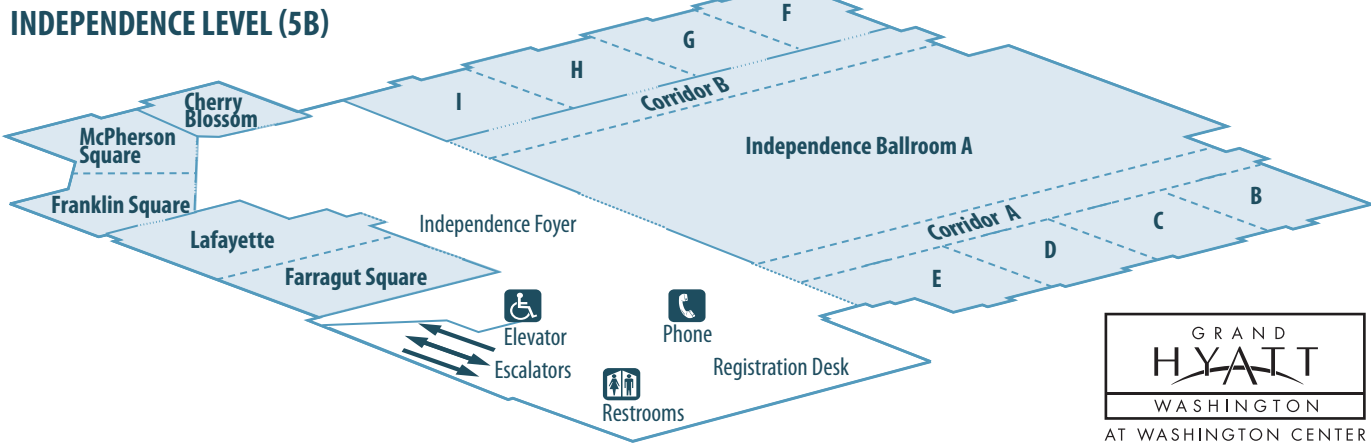 INDEPENDENCE LEVEL (5B)
F
G
H
I
Corridor B
Cherry
Blossom
McPherson
Square
Independence Ballroom A
Franklin Square
B
C
Corridor A
D
E
Lafayette
Independence Foyer
Farragut Square
Elevator
Phone
Escalators
Registration Desk
Restrooms
GRAND
HYATT
WASHINGTON
AT WASHINGTON CENTER